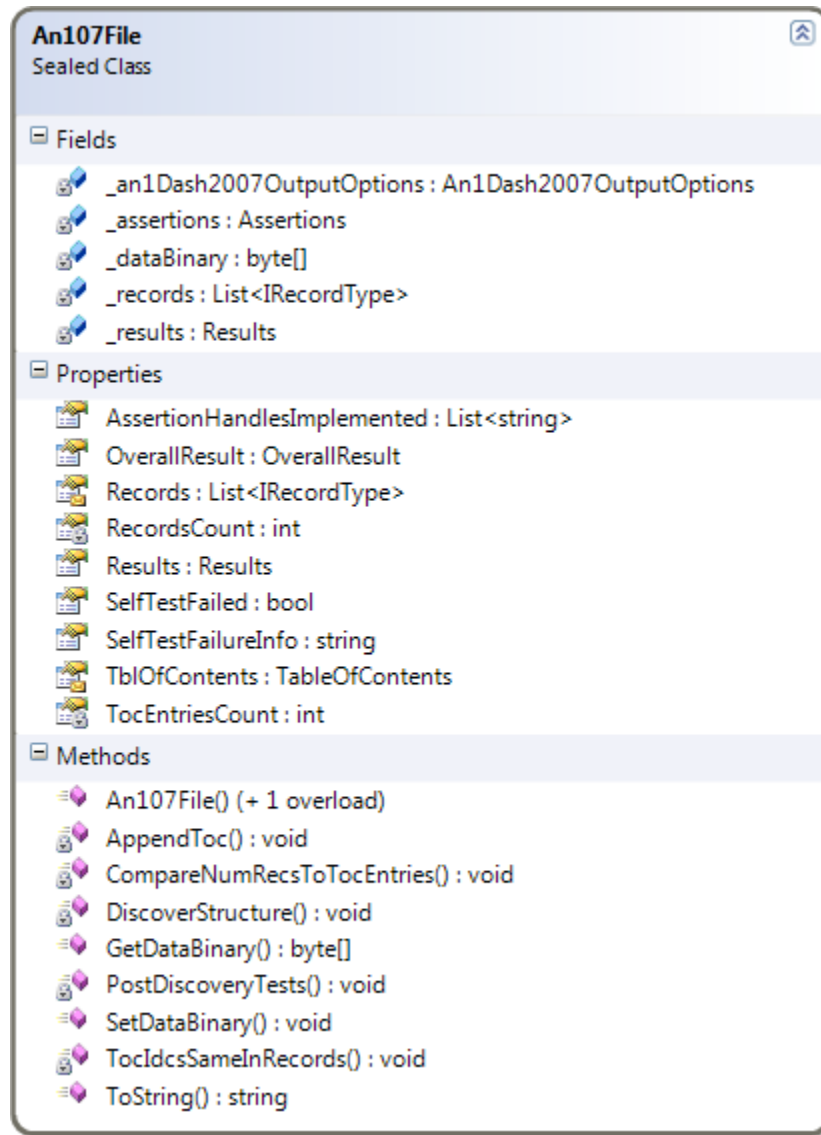 An107File
Sealed Class
Fields
_an1Dash2007OutputOptions : An1Dash2007OutputOptions
_assertions : Assertions
_dataBinary : byte[]
_records : List<IRecordType>
_results : Results
Properties
AssertionHandlesImplemented : List<string>
OverallResult : OverallResult
Records : List<IRecordType>
RecordsCount : int
Results : Results
SelfTestFailed : bool
SelfTestFailureInfo : string
TblOfContents : TableOfContents
TocEntriesCount : int
Methods
An107File() (+ 1 overload)
AppendToc() : void
CompareNumRecsToTocEntries() : void
DiscoverStructure() : void
GetDataBinary() : byte[]
PostDiscoveryTests() : void
SetDataBinary() : void
TocIdcsSameInRecords() : void
ToString() : string